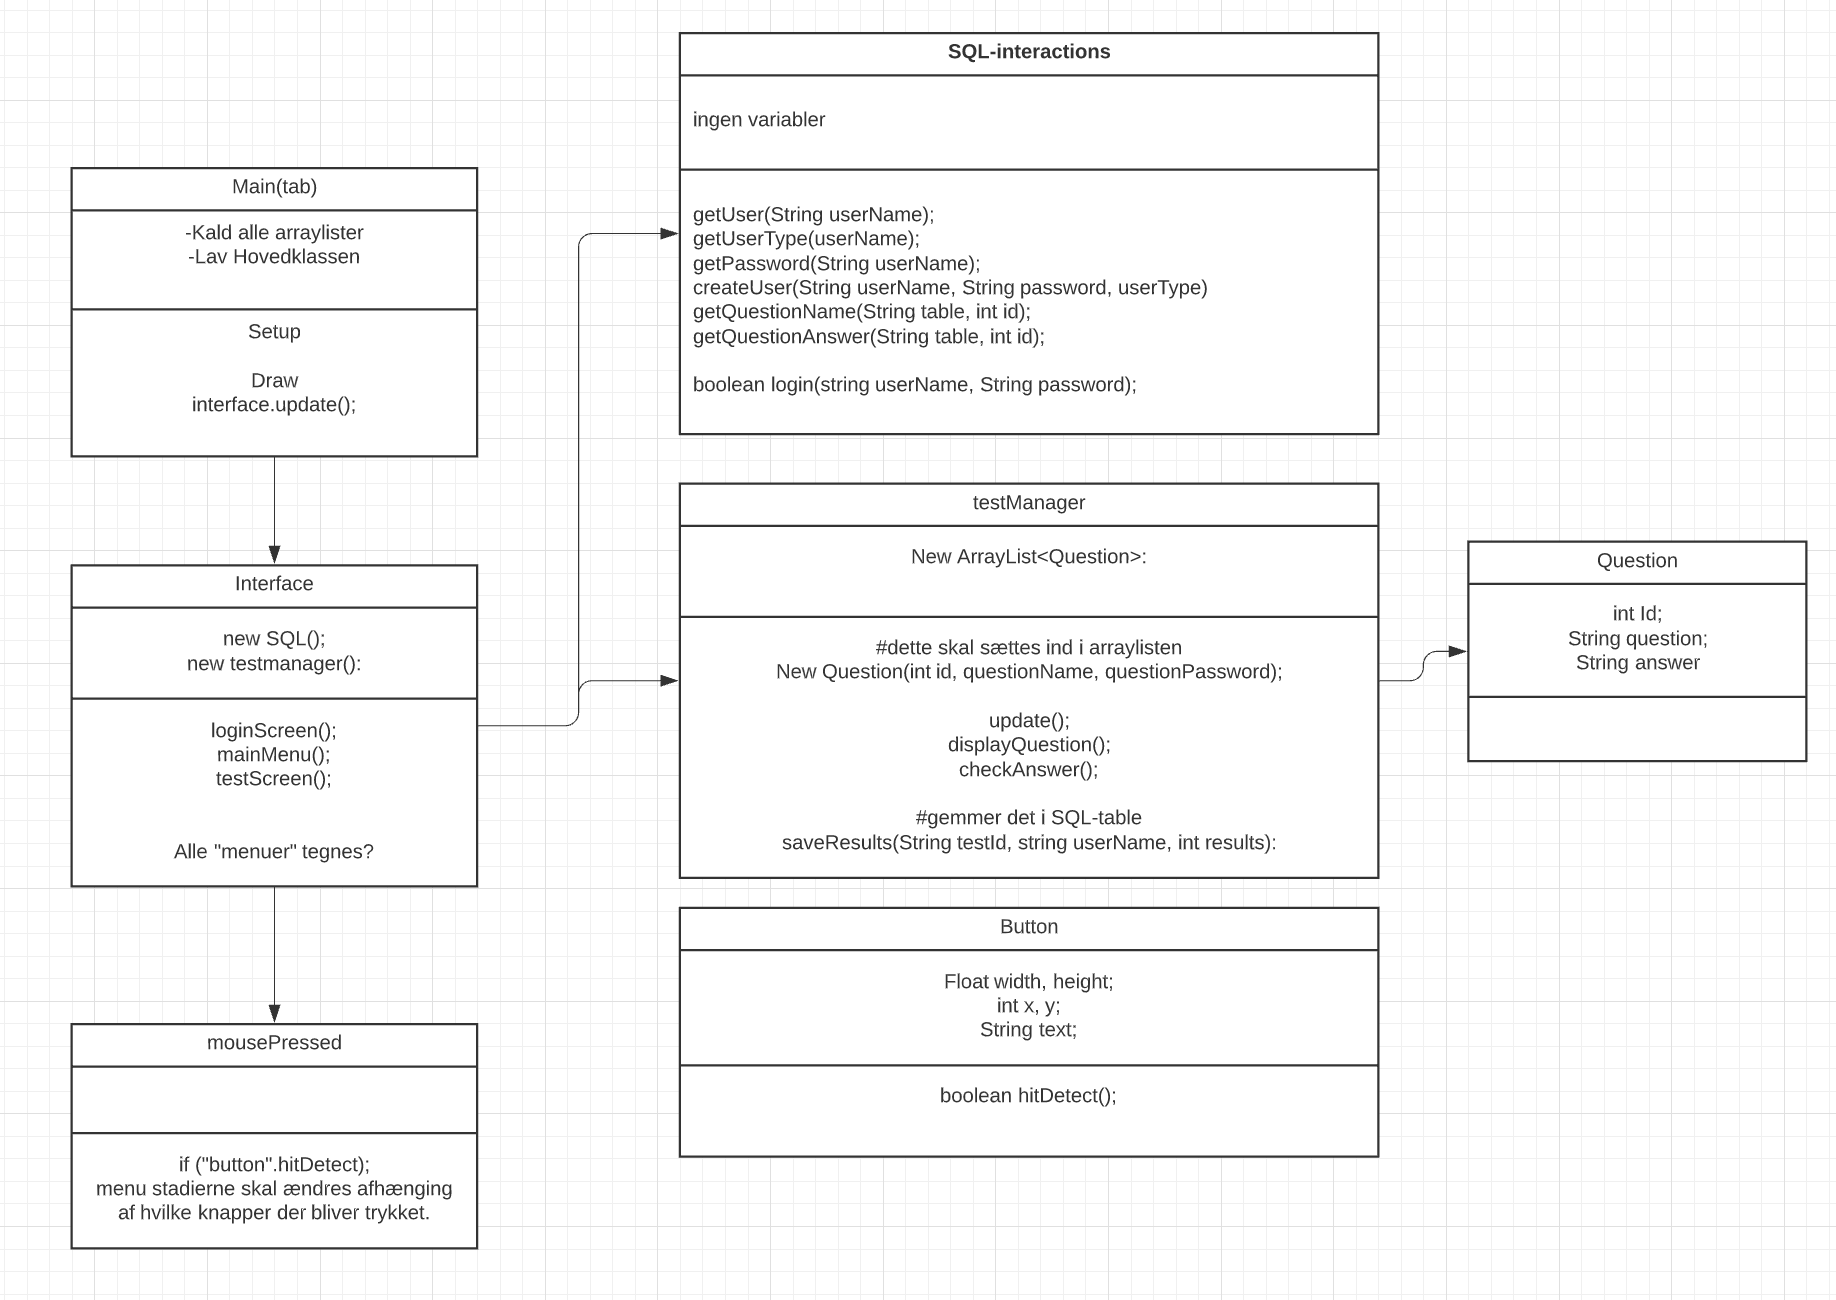 SQL-interactions
ingen variabler
getUser(String userName);
getUserType(userName);
getPassword(String userName);
createUser(String userName, String password, userType)
getQuestionName(String table, int id);
getQuestionAnswer(String table, int id);
boolean login(string userName, String password);
Main(tab)
-Kald alle arraylister
-Lav Hovedklassen
Setup
Draw
interface.update();
testManager
New ArrayList<Question>:
#dette skal sættes ind i arraylisten
New Question(int id, questionName, questionPassword);
update();
displayQuestion();
checkAnswer();
#gemmer det i SQL-table
saveResults(String testId, string userName, int results):
Question
int Id;
String question;
String answer
Interface
new SQL();
new testmanager():
loginScreen();
mainMenu();
testScreen();
Alle "menuer" tegnes?
Button
Float width, height;
int x, y;
String text;
boolean hitDetect();
mousePressed
if ("button".hitDetect);
menu stadierne skal ændres afhænging
af hvilke knapper der bliver trykket.